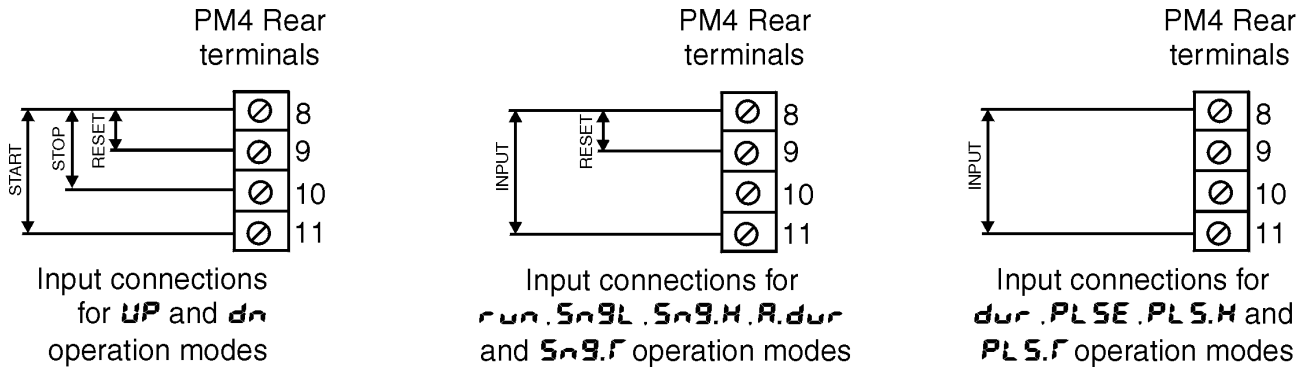 PM4 Rear
terminals
8
9
10
11
START
STOP
RESET
Input connections
for UP and dn
operation modes
PM4 Rear
terminals
8
9
10
11
INPUT
RESET
Input connections for
run.SngL.Sng.H.A.dur
and Sng.T operation modes
PM4 Rear
terminals
8
9
10
11
INPUT
Input connections for
dur.PLSE.PLS.H and
PLS.T operation modes